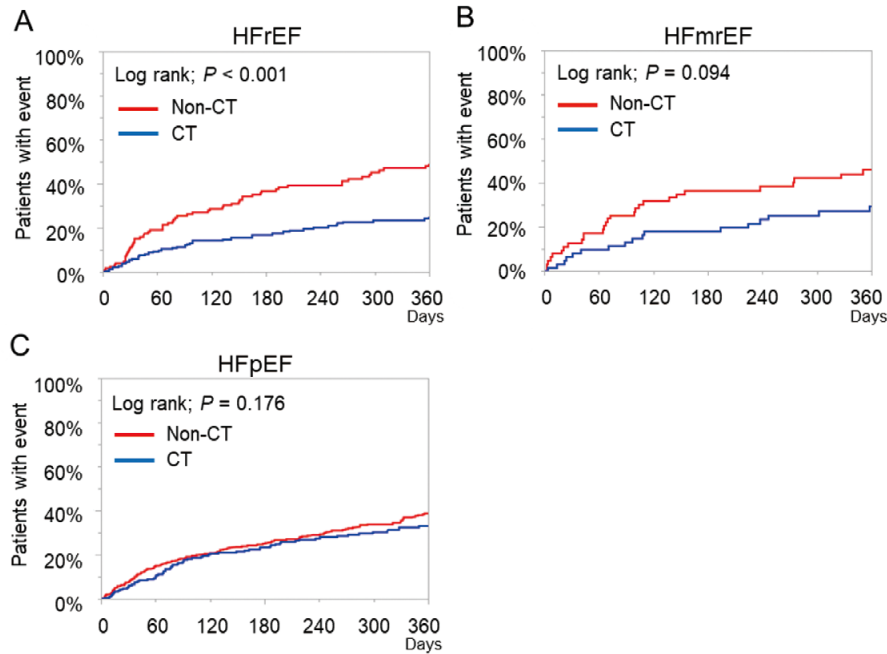 A
HFrEF
100%
80%
60%
40%
20%
0%
Patients with event
Log rank; P < 0.001
Non-CT
CT
0 60 120 180 240 300 360
Days
B
HFmrEF
100%
80%
60%
40%
20%
0%
Patients with event
Log rank; P = 0.094
Non-CT
CT
0 60 120 180 240 300 360
Days
C
HFpEF
100%
80%
60%
40%
20%
0%
Patients with event
Log rank; P = 0.176
Non-CT
CT
0 60 120 180 240 300 360
Days